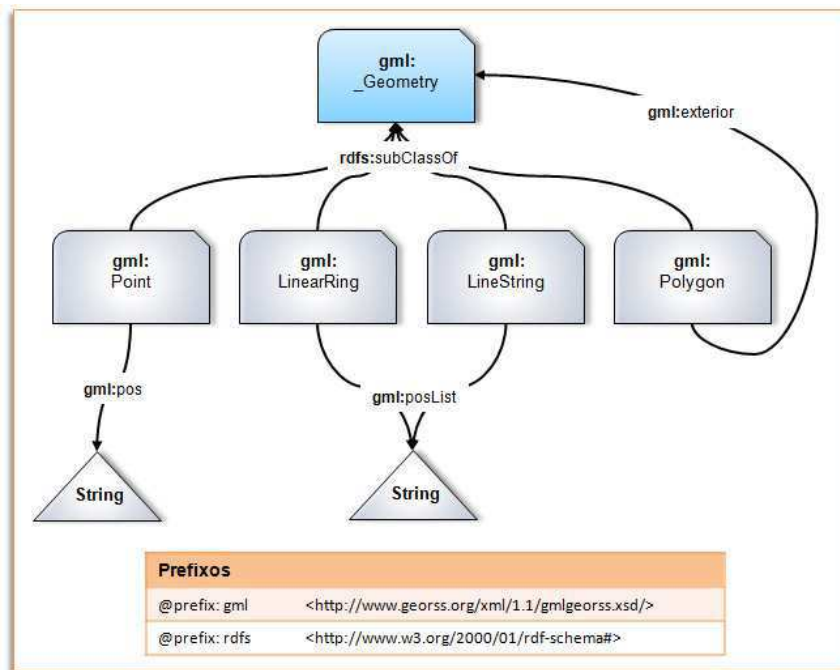 gml:
_Geometry
gml:exterior
rdfs:subClassOf
gml:
Point
gml:
LinearRing
gml:
LineString
gml:
Polygon
gml:pos
gml:posList
String
String
Prefixos
@prefix: gml <http://www.georss.org/xml/1.1/gmlgeorss.xsd/>
@prefix: rdfs <http://www.w3.org/2000/01/rdf-schema#>